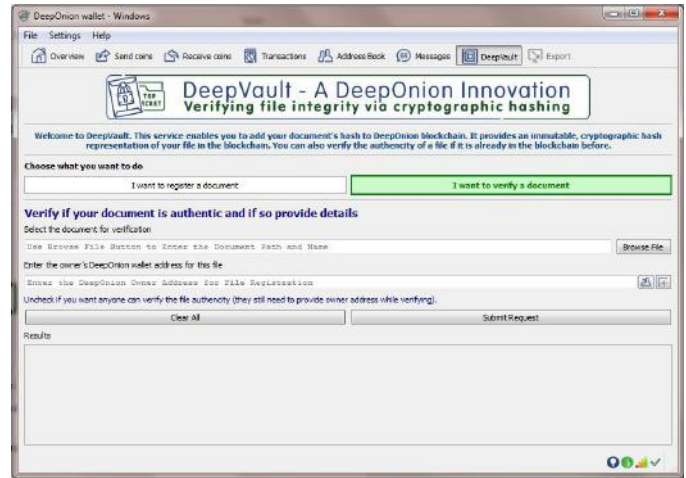 DeepOnion wallet - Windows
File Settings Help
Overview Send coins Receive coins Transactions Address Book Messages DeepVault Export
TOP SECRET
DeepVault - A DeepOnion Innovation
Verifying file integrity via cryptographic hashing
Welcome to DeepVault. This service enables you to add your document's hash to DeepOnion blockchain. It provides an immutable, cryptographic hash
representation of your file in the blockchain. You can also verify the authencity of a file if it is already in the blockchain before.
Choose what you want to do
I want to register a document I want to verify a document
Verify if your document is authentic and if so provide details
Select the document for verification
Use Browse File Button to Enter the Document Path and Name Browse File
Enter the owner's DeepOnion wallet address for this file
Enter the DeepOnion Owner Address for File Registration
Uncheck if you want anyone can verify the file authencity (they still need to provide owner address while verifying).
Clear All Submit Request
Results